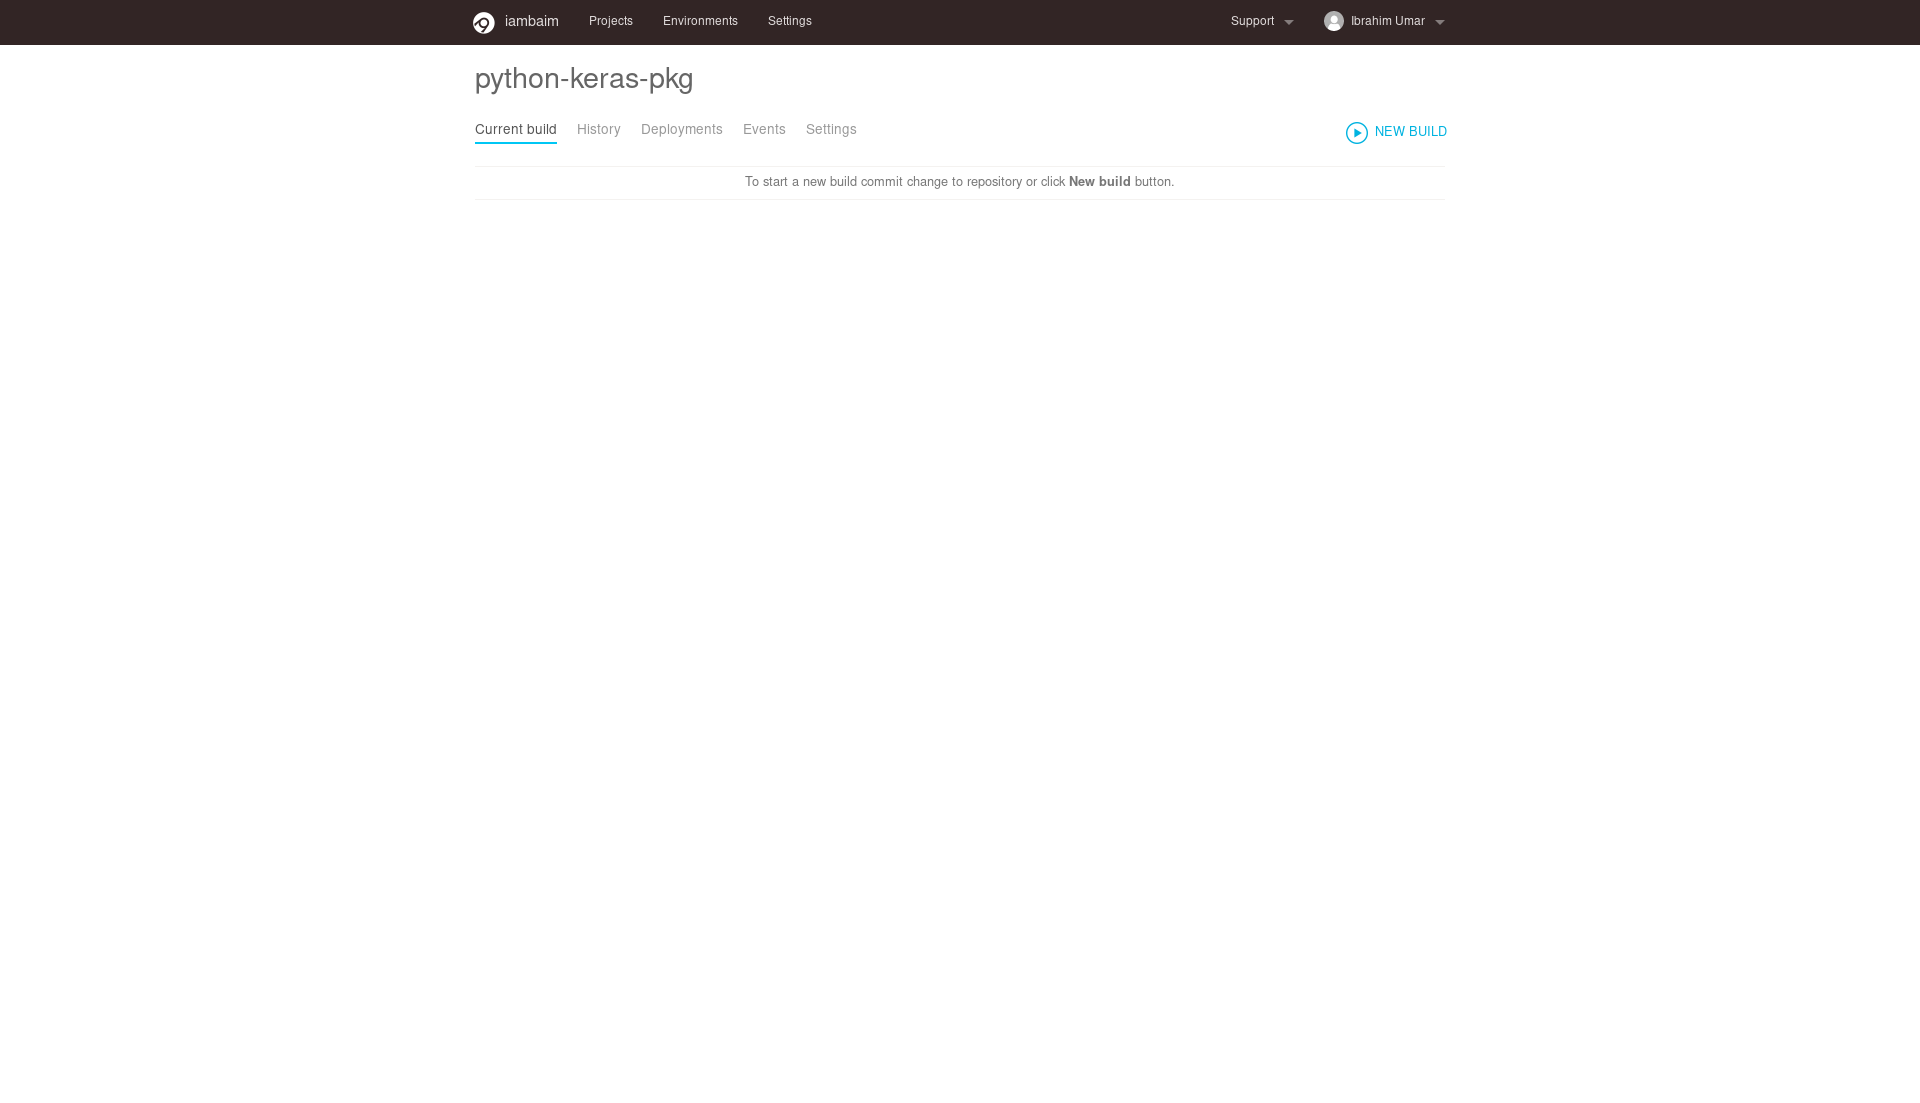 iambaim Projects Environments Settings Support Ibrahim Umar
python-keras-pkg
Current build History Deployments Events Settings NEW BUILD
To start a new build commit change to repository or click New build button.